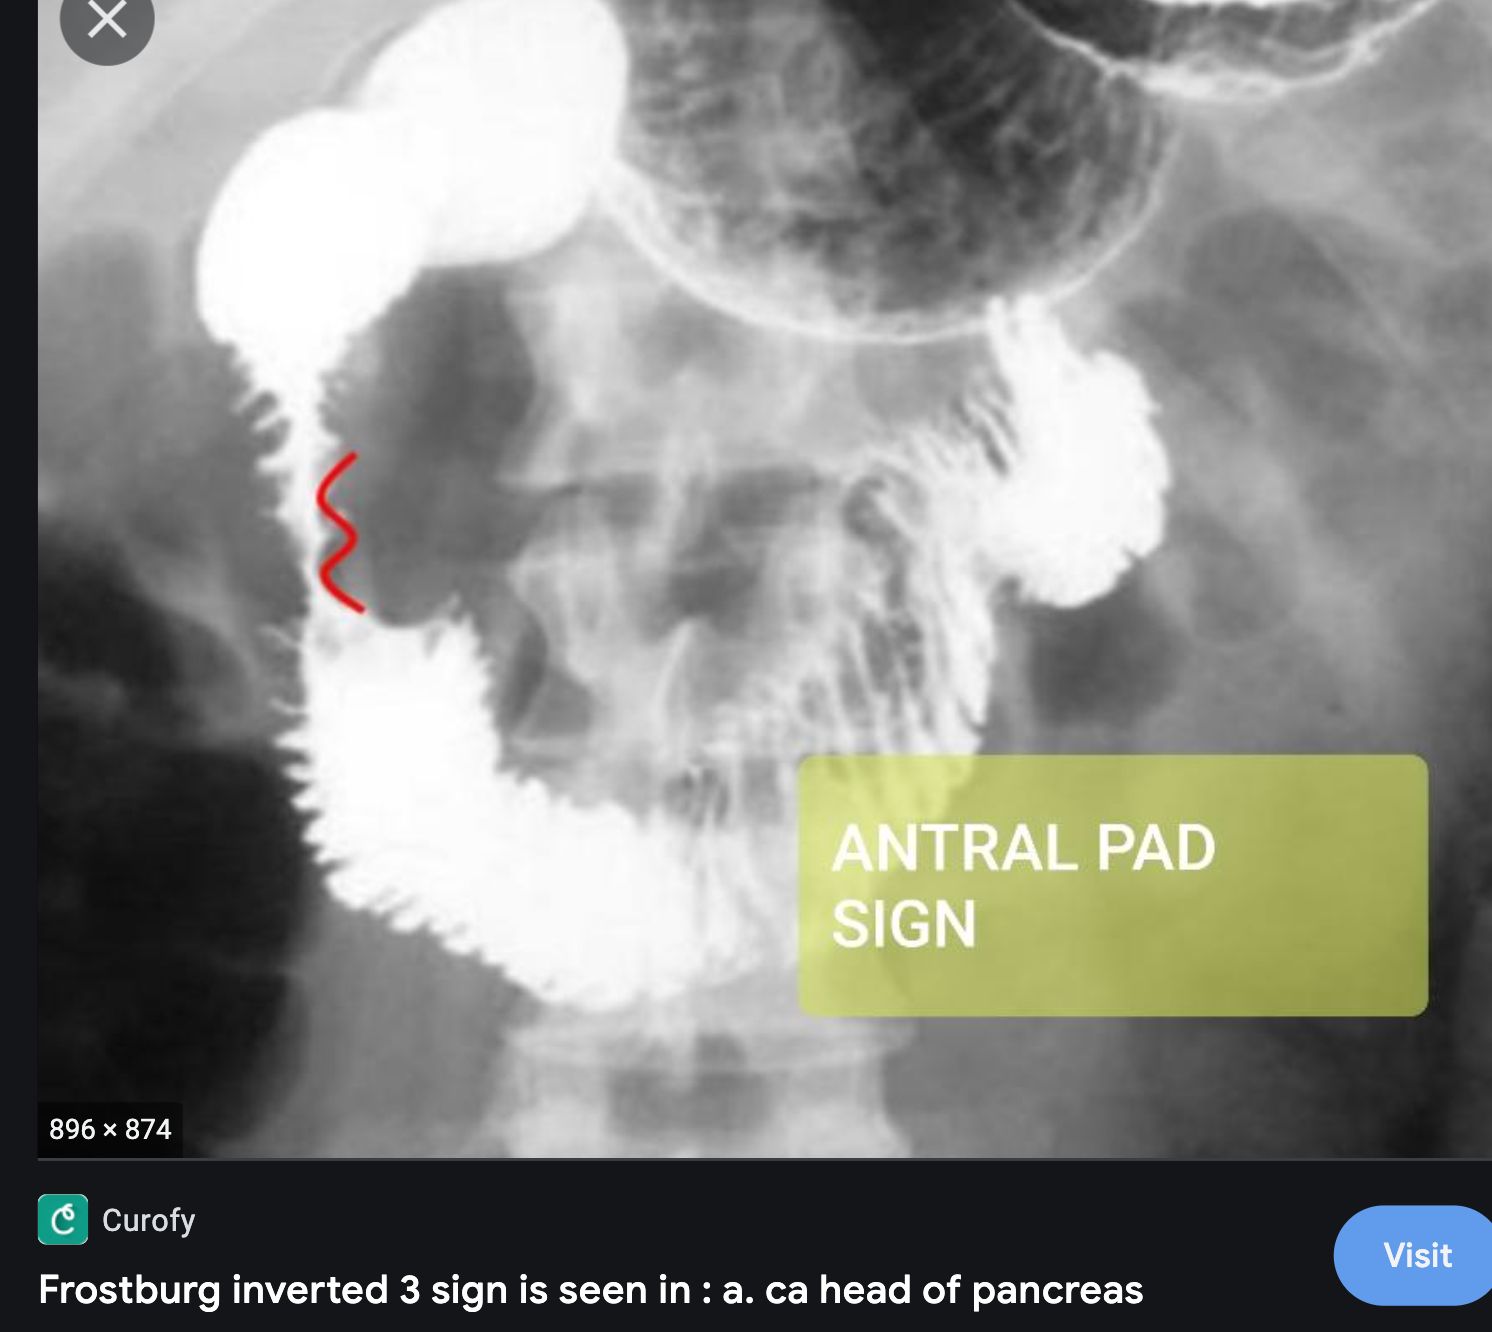 ANTRAL PAD
SIGN
896 × 874
Curofy
Visit
Frostburg inverted 3 sign is seen in : a. ca head of pancreas